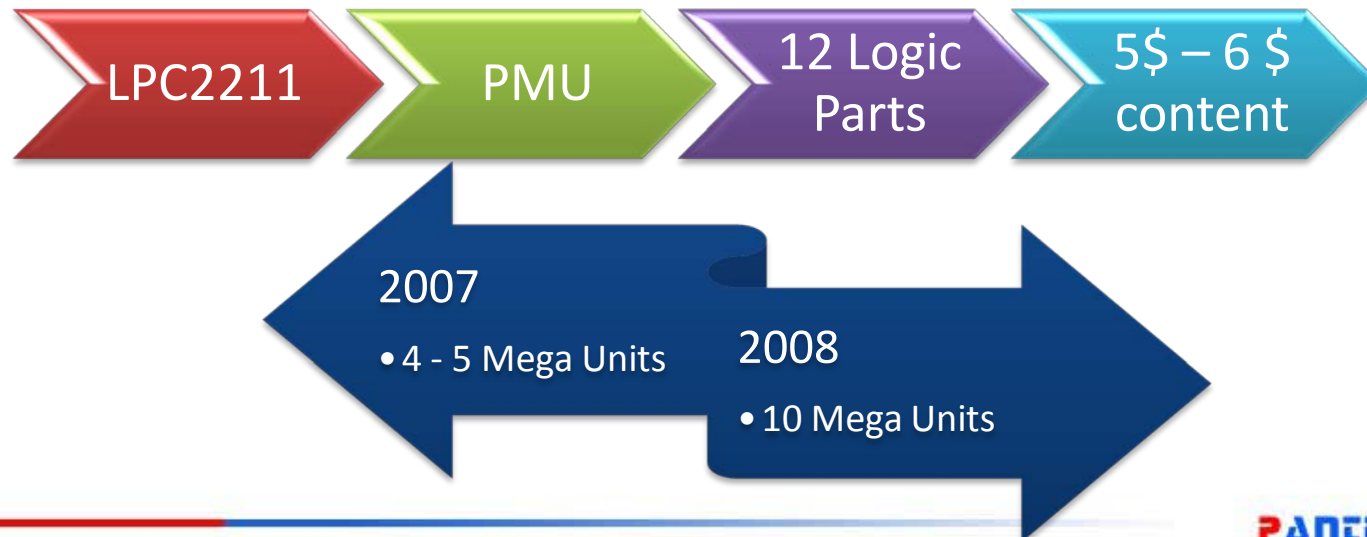 LPC2211
PMU
12 Logic
Parts
5$ – 6 $
content
2007
• 4 - 5 Mega Units
2008
• 10 Mega Units